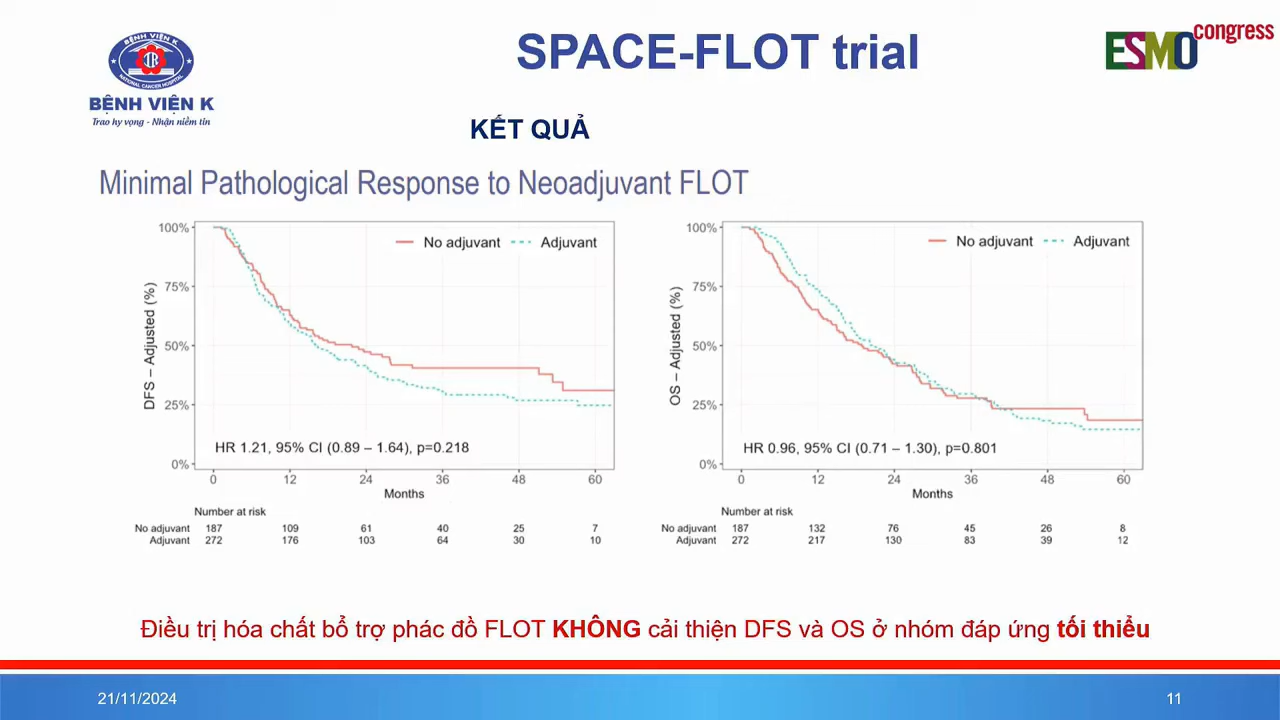 SPACE-FLOT trial
ESMO congress
NATIONAL CANCER HOSPITAL
BỆNH VIỆN K
Trao hy vọng - Nhận niềm tin
KẾT QUẢ
Minimal Pathological Response to Neoadjuvant FLOT
100%
75%
50%
25%
0%
DFS – Adjusted (%)
No adjuvant
Adjuvant
HR 1.21, 95% CI (0.89 – 1.64), p=0.218
0 12 24 36 48 60
Months
Number at risk
No adjuvant 187 109 61 40 25 7
Adjuvant 272 176 103 64 30 10
100%
75%
50%
25%
0%
OS – Adjusted (%)
No adjuvant
Adjuvant
HR 0.96, 95% CI (0.71 – 1.30), p=0.801
0 12 24 36 48 60
Months
Number at risk
No adjuvant 187 132 76 45 26 8
Adjuvant 272 217 130 83 39 12
Điều trị hóa chất bổ trợ phác đồ FLOT KHÔNG cải thiện DFS và OS ở nhóm đáp ứng tối thiểu
21/11/2024
11